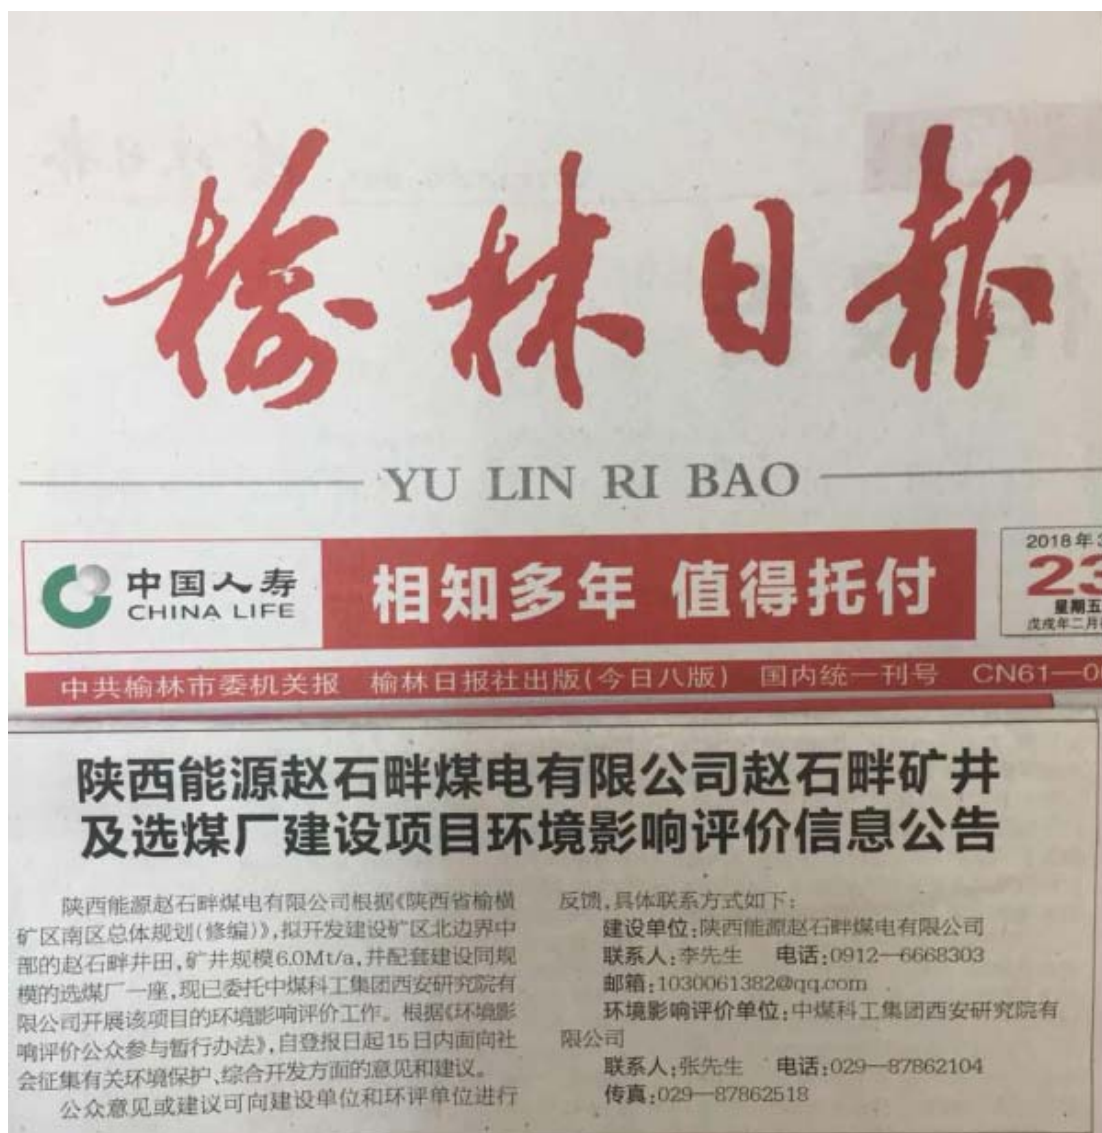 榆林日报
YU LIN RI BAO
中国人寿
CHINA LIFE
相知多年 值得托付
2018年3
23
星期五
戊戌年二月
中共榆林市委机关报 榆林日报社出版(今日八版) 国内统一刊号 CN61—0
陕西能源赵石畔煤电有限公司赵石畔矿井
及选煤厂建设项目环境影响评价信息公告
陕西能源赵石畔煤电有限公司根据《陕西省榆横
矿区南区总体规划(修编)》,拟开发建设矿区北边界中
部的赵石畔井田,矿井规模6.0Mt/a,并配套建设同规
模的选煤厂一座,现已委托中煤科工集团西安研究院有
限公司开展该项目的环境影响评价工作。根据《环境影
响评价公众参与暂行办法》,自登报日起15日内面向社
会征集有关环境保护、综合开发方面的意见和建议。
公众意见或建议可向建设单位和环评单位进行
反馈,具体联系方式如下:
建设单位:陕西能源赵石畔煤电有限公司
联系人:李先生 电话:0912—6668303
邮箱:1030061382@qq.com
环境影响评价单位:中煤科工集团西安研究院有
限公司
联系人:张先生 电话:029—87862104
传真:029—87862518